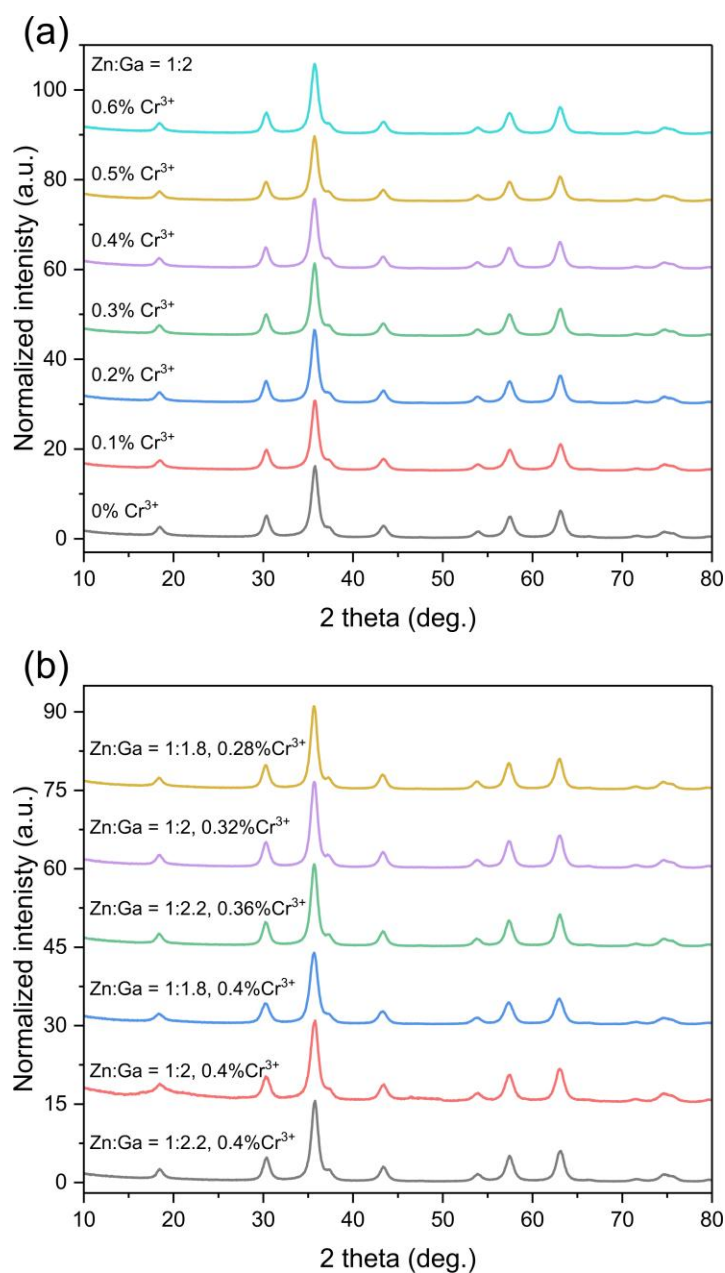 (a)
Zn:Ga = 1:2
0.6% Cr³⁺
0.5% Cr³⁺
0.4% Cr³⁺
0.3% Cr³⁺
0.2% Cr³⁺
0.1% Cr³⁺
0% Cr³⁺
Normalized intenisty (a.u.)
100
80
60
40
20
0
10 20 30 40 50 60 70 80
2 theta (deg.)
(b)
Zn:Ga = 1:1.8, 0.28%Cr³⁺
Zn:Ga = 1:2, 0.32%Cr³⁺
Zn:Ga = 1:2.2, 0.36%Cr³⁺
Zn:Ga = 1:1.8, 0.4%Cr³⁺
Zn:Ga = 1:2, 0.4%Cr³⁺
Zn:Ga = 1:2.2, 0.4%Cr³⁺
Normalized intenisty (a.u.)
90
75
60
45
30
15
0
10 20 30 40 50 60 70 80
2 theta (deg.)